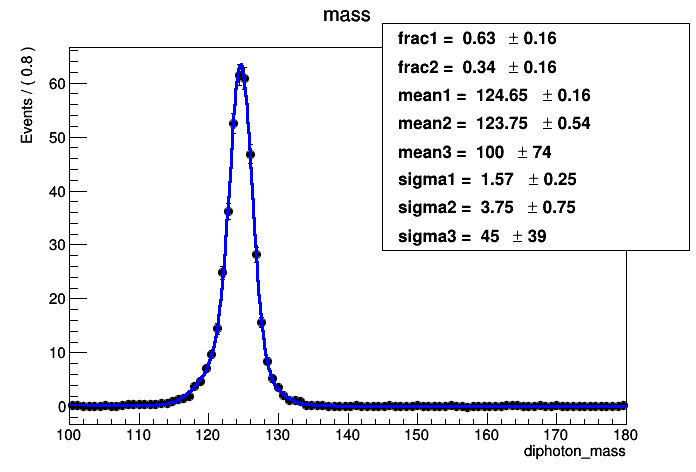 mass
frac1 = 0.63 ± 0.16
frac2 = 0.34 ± 0.16
mean1 = 124.65 ± 0.16
mean2 = 123.75 ± 0.54
mean3 = 100 ± 74
sigma1 = 1.57 ± 0.25
sigma2 = 3.75 ± 0.75
sigma3 = 45 ± 39
Events / ( 0.8 )
60
50
40
30
20
10
0
100 110 120 130 140 150 160 170 180
diphoton_mass